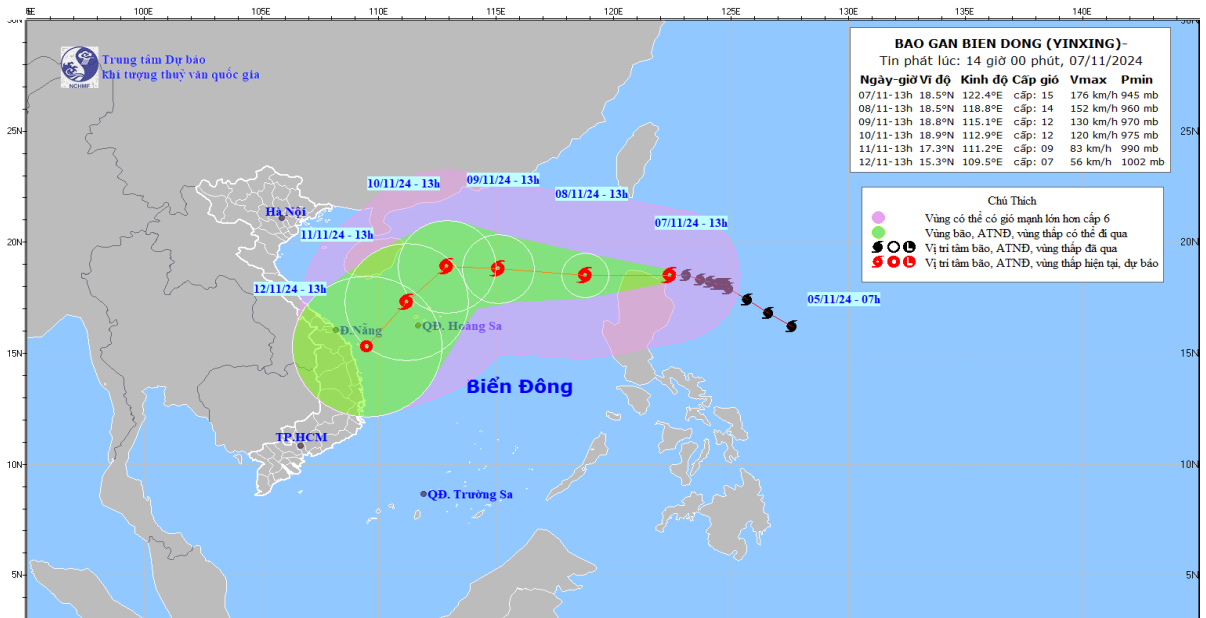 100E 105E 110E 115E 120E 125E 130E 135E 140E
30N
25N
20N
15N
10N
5N
25N
20N
15N
10N
5N
NCHMF
Trung tâm Dự báo
khí tượng thuỷ văn quốc gia
BAO GAN BIEN DONG (YINXING)-
Tin phát lúc: 14 giờ 00 phút, 07/11/2024
Ngày-giờ Vĩ độ Kinh độ Cấp gió Vmax Pmin
07/11-13h 18.5°N 122.4°E cấp: 15 176 km/h 945 mb
08/11-13h 18.5°N 118.8°E cấp: 14 152 km/h 960 mb
09/11-13h 18.8°N 115.1°E cấp: 12 130 km/h 970 mb
10/11-13h 18.9°N 112.9°E cấp: 12 120 km/h 975 mb
11/11-13h 17.3°N 111.2°E cấp: 09 83 km/h 990 mb
12/11-13h 15.3°N 109.5°E cấp: 07 56 km/h 1002 mb
Chú Thích
Vùng có thể có gió mạnh lớn hơn cấp 6
Vùng bão, ATNĐ, vùng thấp có thể đi qua
L Vị trí tâm bão, ATNĐ, vùng thấp đã qua
L Vị trí tâm bão, ATNĐ, vùng thấp hiện tại, dự báo
10/11/24 - 13h
09/11/24 - 13h
08/11/24 - 13h
07/11/24 - 13h
Hà Nội
11/11/24 - 13h
12/11/24 - 13h
05/11/24 - 07h
Đ.Nẵng
QĐ. Hoàng Sa
Biển Đông
TP.HCM
QĐ. Trường Sa